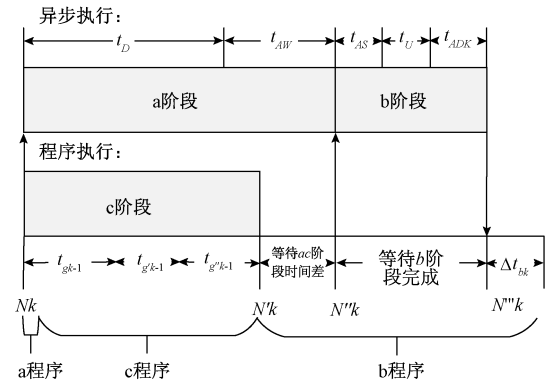 异步执行：
t_D t_AW t_AS t_U t_ADK
a阶段 b阶段
程序执行：
c阶段
t_gk-1 t_g'k-1 t_g''k-1
等待ac阶
段时间差
等待b阶
段完成
Δt_bk
Nk N'k N''k N'''k
a程序 c程序 b程序